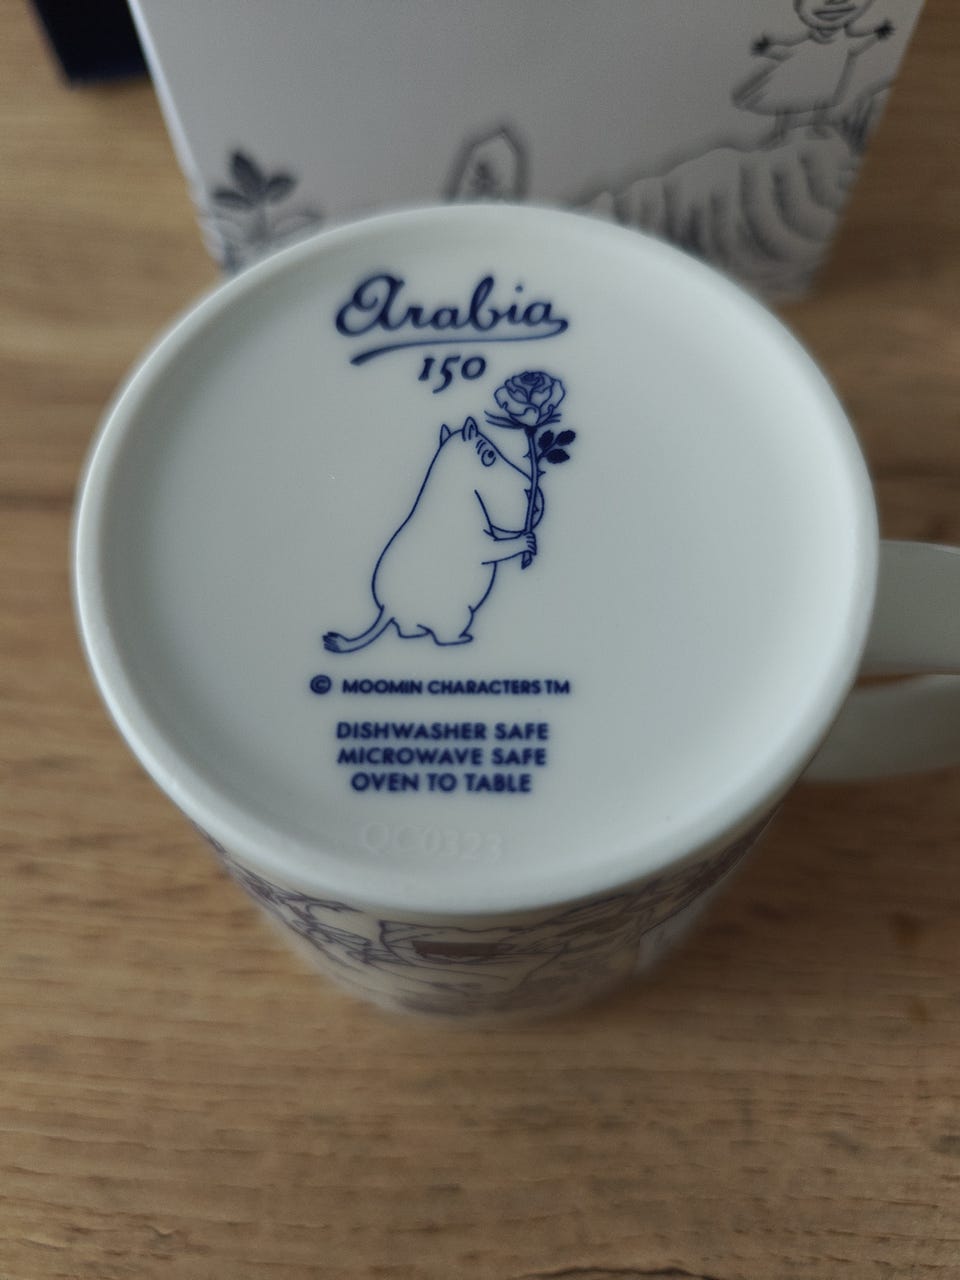 Arabia
150
© MOOMIN CHARACTERS TM
DISHWASHER SAFE
MICROWAVE SAFE
OVEN TO TABLE
QC0323